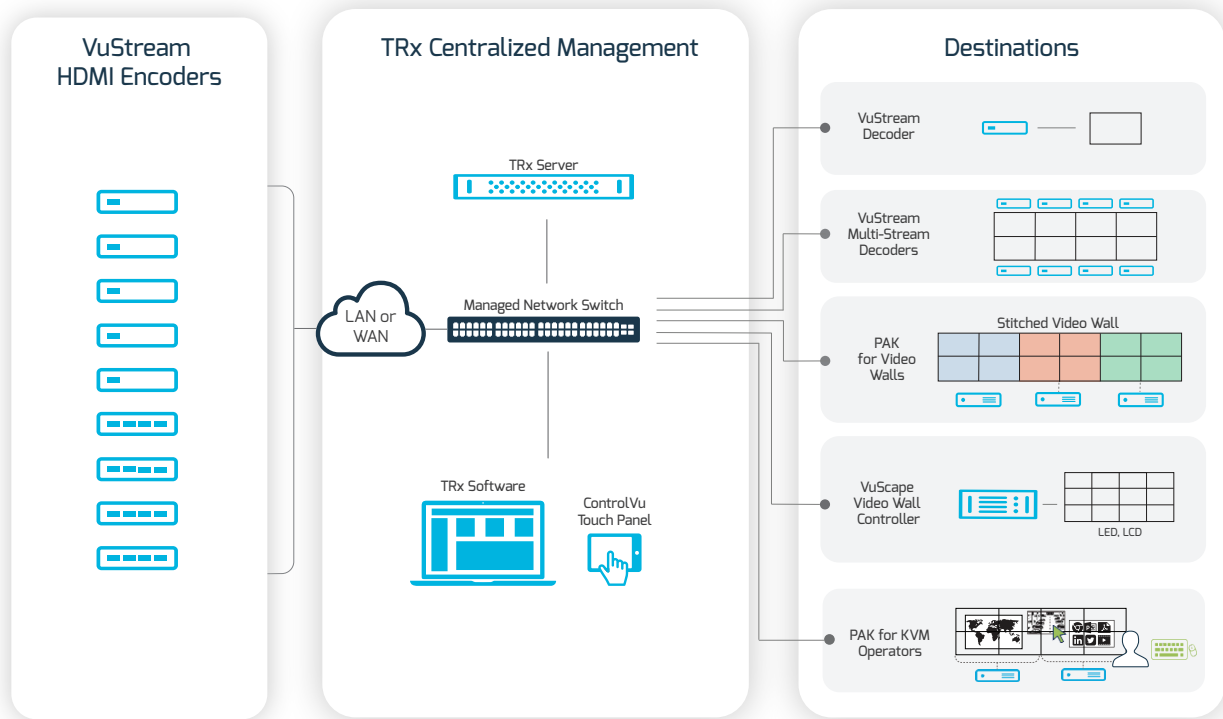 VuStream
HDMI Encoders
TRx Centralized Management
TRx Server
LAN or
WAN
Managed Network Switch
TRx Software
ControlVu
Touch Panel
Destinations
VuStream
Decoder
VuStream
Multi-Stream
Decoders
PAK
for Video
Walls
Stitched Video Wall
VuScape
Video Wall
Controller
LED, LCD
PAK for KVM
Operators